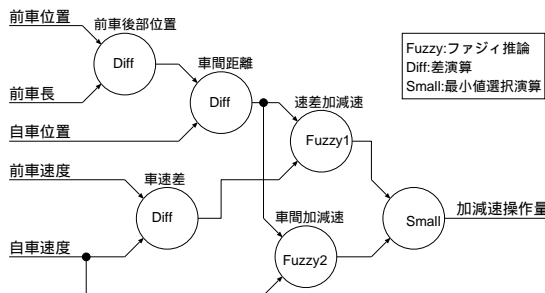 前車位置
前車後部位置
Diff
車間距離
前車長
Diff
自車位置
速差加減速
Fuzzy1
前車速度
車速差
Diff
自車速度
車間加減速
Fuzzy2
Small
加減速操作量
Fuzzy:ファジィ推論
Diff:差演算
Small:最小値選択演算